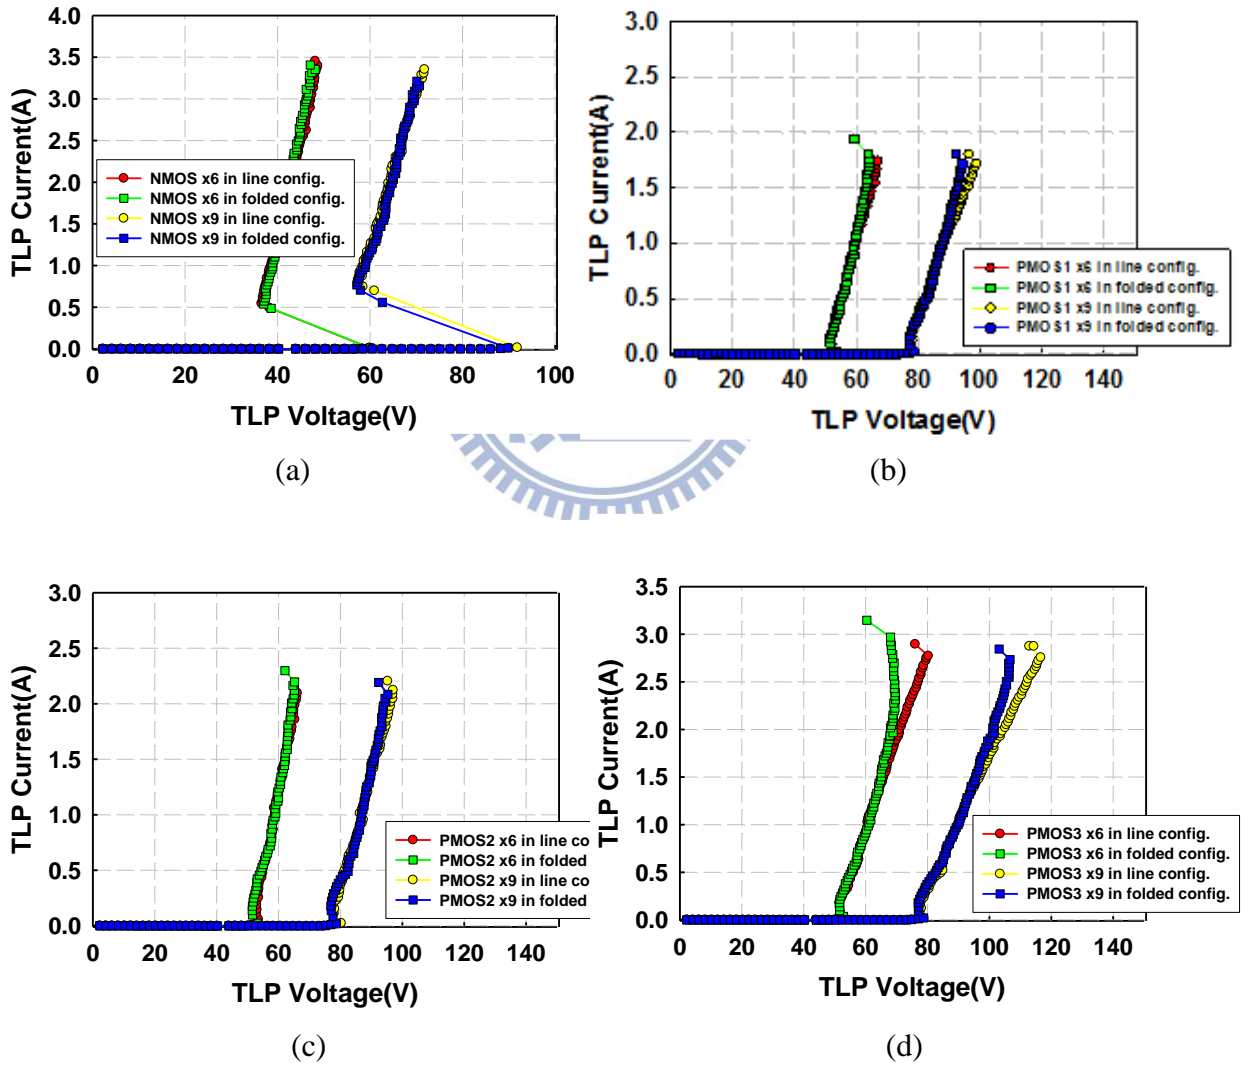 4.0
3.5
3.0
2.5
2.0
1.5
1.0
0.5
0.0
TLP Current(A)
NMOS x6 in line config.
NMOS x6 in folded config.
NMOS x9 in line config.
NMOS x9 in folded config.
0 20 40 60 80 100
TLP Voltage(V)
(a)
3.0
2.5
2.0
1.5
1.0
0.5
0.0
TLP Current(A)
PMO S1 x6 in line config.
PMO S1 x6 in folded config.
PMO S1 x9 in line config.
PMO S1 x9 in folded config.
0 20 40 60 80 100 120 140
TLP Voltage(V)
(b)
3.0
2.5
2.0
1.5
1.0
0.5
0.0
TLP Current(A)
PMOS2 x6 in line co
PMOS2 x6 in folded
PMOS2 x9 in line co
PMOS2 x9 in folded
0 20 40 60 80 100 120 140
TLP Voltage(V)
(c)
3.5
3.0
2.5
2.0
1.5
1.0
0.5
0.0
TLP Current(A)
PMOS3 x6 in line config.
PMOS3 x6 in folded config.
PMOS3 x9 in line config.
PMOS3 x9 in folded config.
0 20 40 60 80 100 120 140
TLP Voltage(V)
(d)